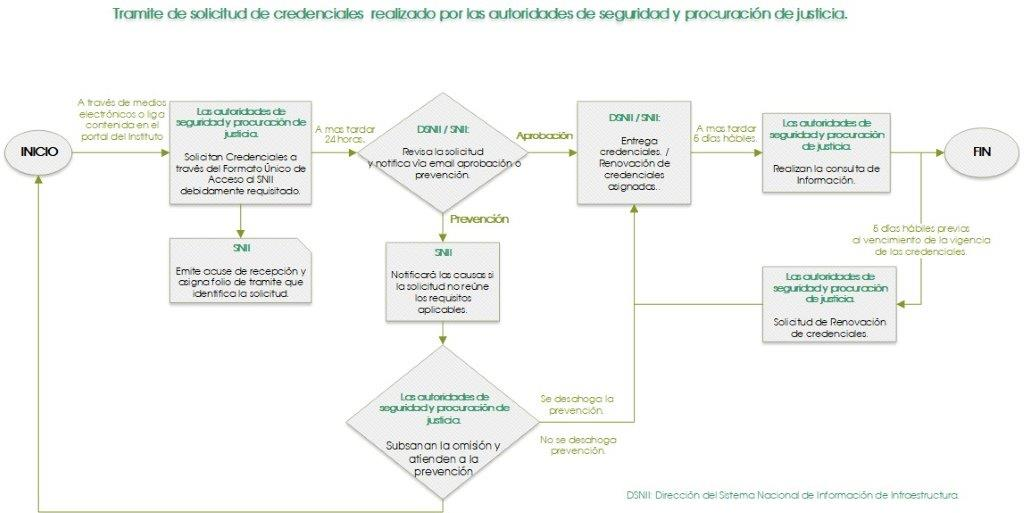 Tramite de solicitud de credenciales realizado por las autoridades de seguridad y procuración de justicia.
INICIO
A través de medios
electrónicos o liga
contenida en el
portal del Instituto
Las autoridades de
seguridad y procuración de
justicia.
Solicitan Credenciales a
través del Formato Único de
Acceso al SNII
debidamente requisitado.
SNII
Emite acuse de recepción y
asigna folio de tramite que
identifica la solicitud.
A mas tardar
24 horas.
DSNII / SNII:
Revisa la solicitud
y notifica vía email aprobación o
prevención.
Aprobación
Prevención
SNII
Notificará las causas si
la solicitud no reúne
los requisitos
aplicables.
Las autoridades de
seguridad y procuración de
justicia.
Subsanan la omisión y
atienden a la
prevención
Se desahoga la
prevención.
No se desahoga
prevención.
DSNII / SNII:
Entrega
credenciales. /
Renovación de
credenciales
asignadas..
A mas tardar
5 días hábiles.
Las autoridades de
seguridad y procuración
de justicia.
Realizan la consulta de
Información.
FIN
5 días hábiles previos
al vencimiento de la vigencia
de las credenciales.
Las autoridades de
seguridad y procuración
de justicia.
Solicitud de Renovación
de credenciales.
DSNII: Dirección del Sistema Nacional de Información de Infraestructura.